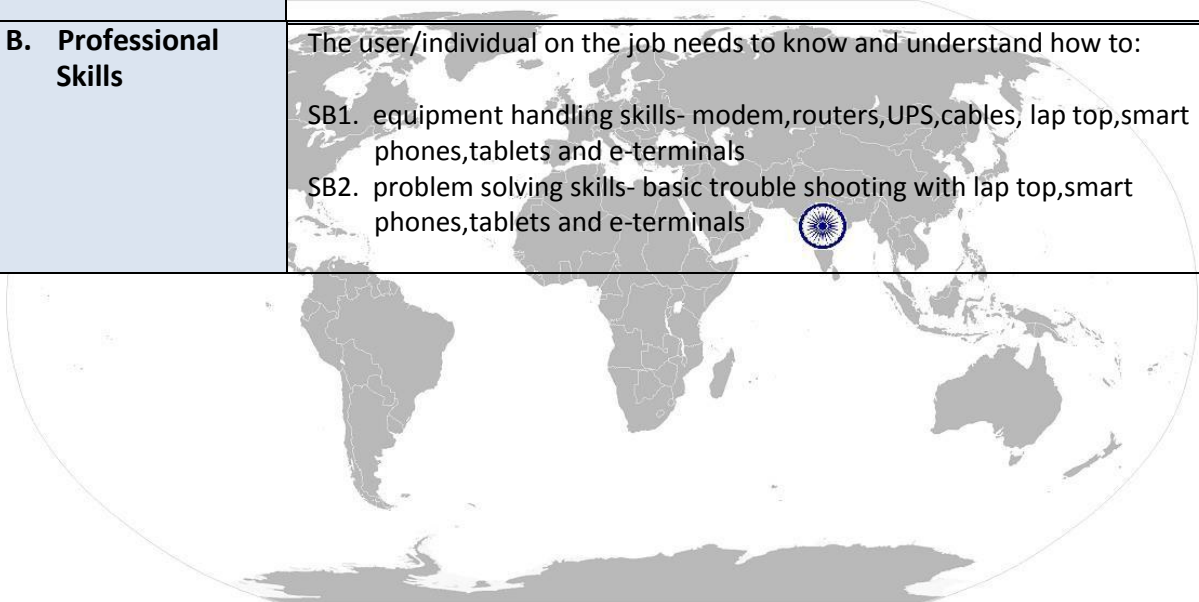 B. Professional Skills
The user/individual on the job needs to know and understand how to:
SB1. equipment handling skills- modem,routers,UPS,cables, lap top,smart
phones,tablets and e-terminals
SB2. problem solving skills- basic trouble shooting with lap top,smart
phones,tablets and e-terminals